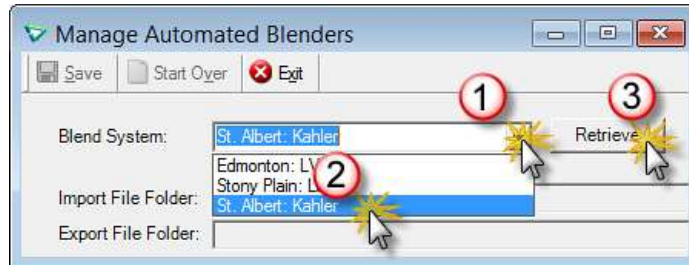 Manage Automated Blenders
Save Start Over Exit
1 3
Blend System: St. Albert: Kahler Retrieve
Edmonton:
2
Stony Plain:
Import File Folder: St. Albert: Kahler
Export File Folder: